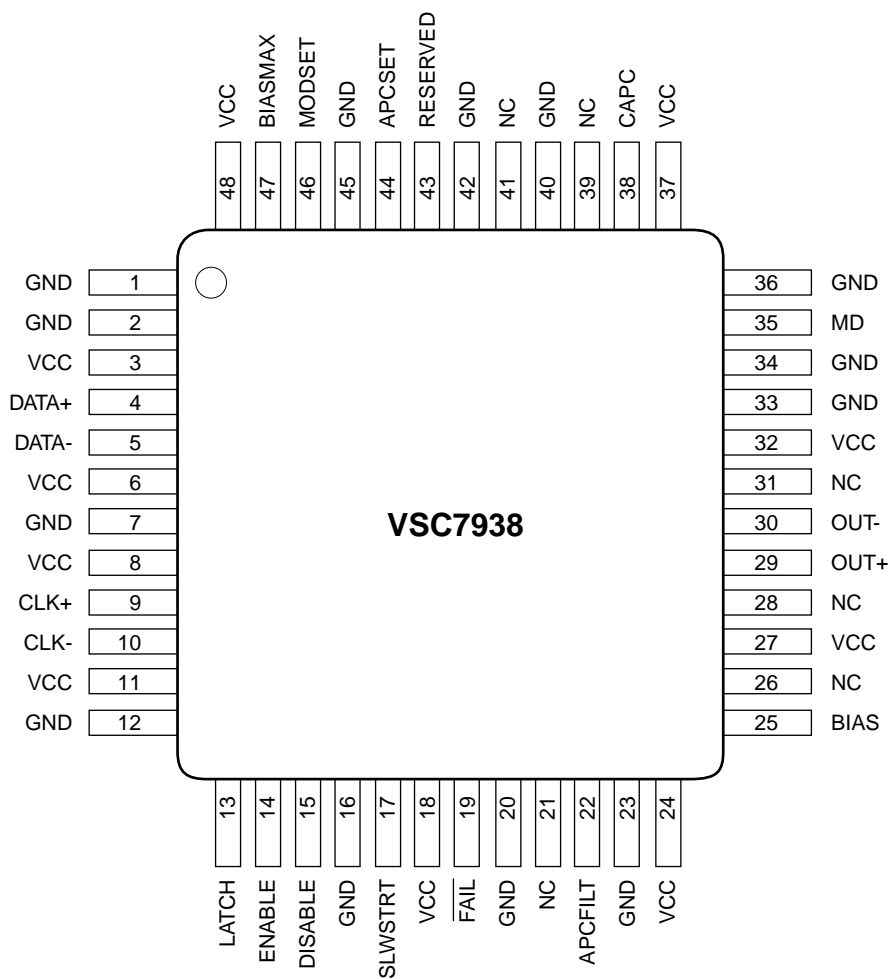 VCC
BIASMAX
MODSET
GND
APCSET
RESERVED
GND
NC
GND
NC
CAPC
VCC
48
47
46
45
44
43
42
41
40
39
38
37
GND 1
GND 2
VCC 3
DATA+ 4
DATA- 5
VCC 6
GND 7
VCC 8
CLK+ 9
CLK- 10
VCC 11
GND 12
VSC7938
36 GND
35 MD
34 GND
33 GND
32 VCC
31 NC
30 OUT-
29 OUT+
28 NC
27 VCC
26 NC
25 BIAS
13
14
15
16
17
18
19
20
21
22
23
24
LATCH
ENABLE
DISABLE
GND
SLWSTRT
VCC
FAIL
GND
NC
APCFILT
GND
VCC